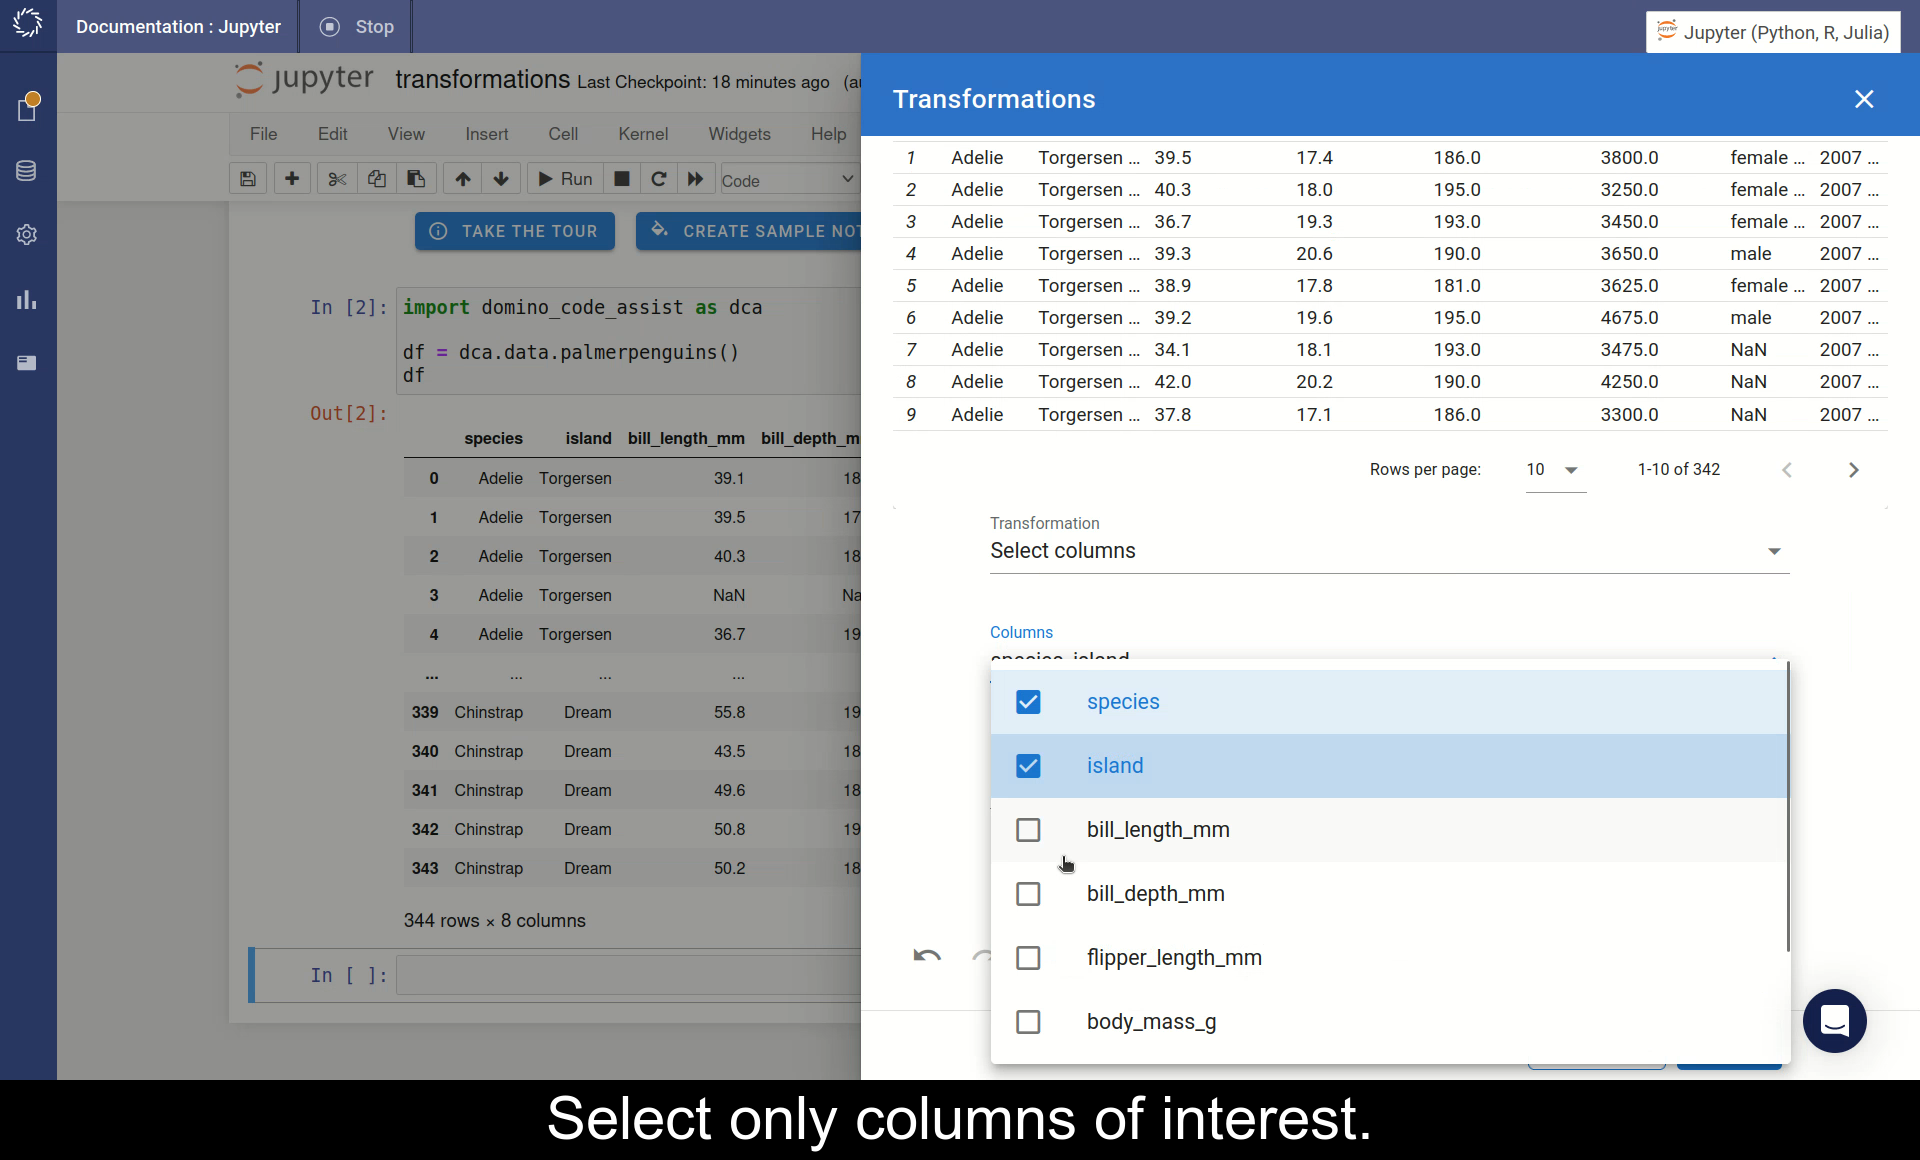 Documentation : Jupyter
Stop
Jupyter (Python, R, Julia)
jupyter transformations Last Checkpoint: 18 minutes ago (au
File Edit View Insert Cell Kernel Widgets Help
Run
Code
TAKE THE TOUR
CREATE SAMPLE NOT
In [2]:
import domino_code_assist as dca
df = dca.data.palmerpenguins()
df
Out[2]:
species island bill_length_mm bill_depth_m
0 Adelie Torgersen 39.1 18
1 Adelie Torgersen 39.5 17
2 Adelie Torgersen 40.3 18
3 Adelie Torgersen NaN Na
4 Adelie Torgersen 36.7 19
... ... ... ...
339 Chinstrap Dream 55.8 19
340 Chinstrap Dream 43.5 18
341 Chinstrap Dream 49.6 18
342 Chinstrap Dream 50.8 19
343 Chinstrap Dream 50.2 18
344 rows × 8 columns
In [ ]:
Transformations
1 Adelie Torgersen ... 39.5 17.4 186.0 3800.0 female ... 2007 ...
2 Adelie Torgersen ... 40.3 18.0 195.0 3250.0 female ... 2007 ...
3 Adelie Torgersen ... 36.7 19.3 193.0 3450.0 female ... 2007 ...
4 Adelie Torgersen ... 39.3 20.6 190.0 3650.0 male 2007 ...
5 Adelie Torgersen ... 38.9 17.8 181.0 3625.0 female ... 2007 ...
6 Adelie Torgersen ... 39.2 19.6 195.0 4675.0 male 2007 ...
7 Adelie Torgersen ... 34.1 18.1 193.0 3475.0 NaN 2007 ...
8 Adelie Torgersen ... 42.0 20.2 190.0 4250.0 NaN 2007 ...
9 Adelie Torgersen ... 37.8 17.1 186.0 3300.0 NaN 2007 ...
Rows per page: 10 1-10 of 342
Transformation
Select columns
Columns
species, island
species
island
bill_length_mm
bill_depth_mm
flipper_length_mm
body_mass_g
Select only columns of interest.